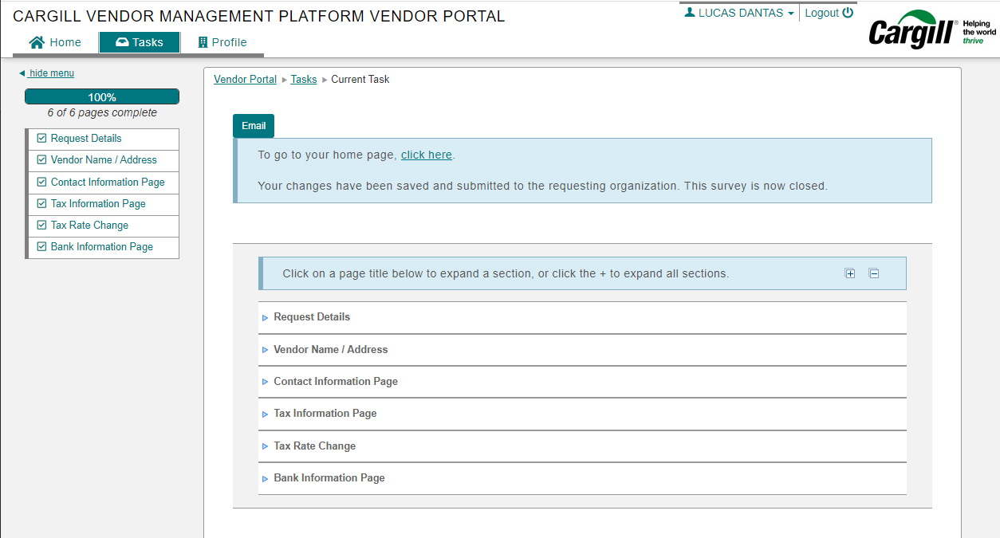 CARGILL VENDOR MANAGEMENT PLATFORM VENDOR PORTAL
LUCAS DANTAS
Logout
Cargill®
Helping
the world
thrive
Home
Tasks
Profile
hide menu
100%
6 of 6 pages complete
Request Details
Vendor Name / Address
Contact Information Page
Tax Information Page
Tax Rate Change
Bank Information Page
Vendor Portal
Tasks
Current Task
Email
To go to your home page, click here.
Your changes have been saved and submitted to the requesting organization. This survey is now closed.
Click on a page title below to expand a section, or click the + to expand all sections.
Request Details
Vendor Name / Address
Contact Information Page
Tax Information Page
Tax Rate Change
Bank Information Page